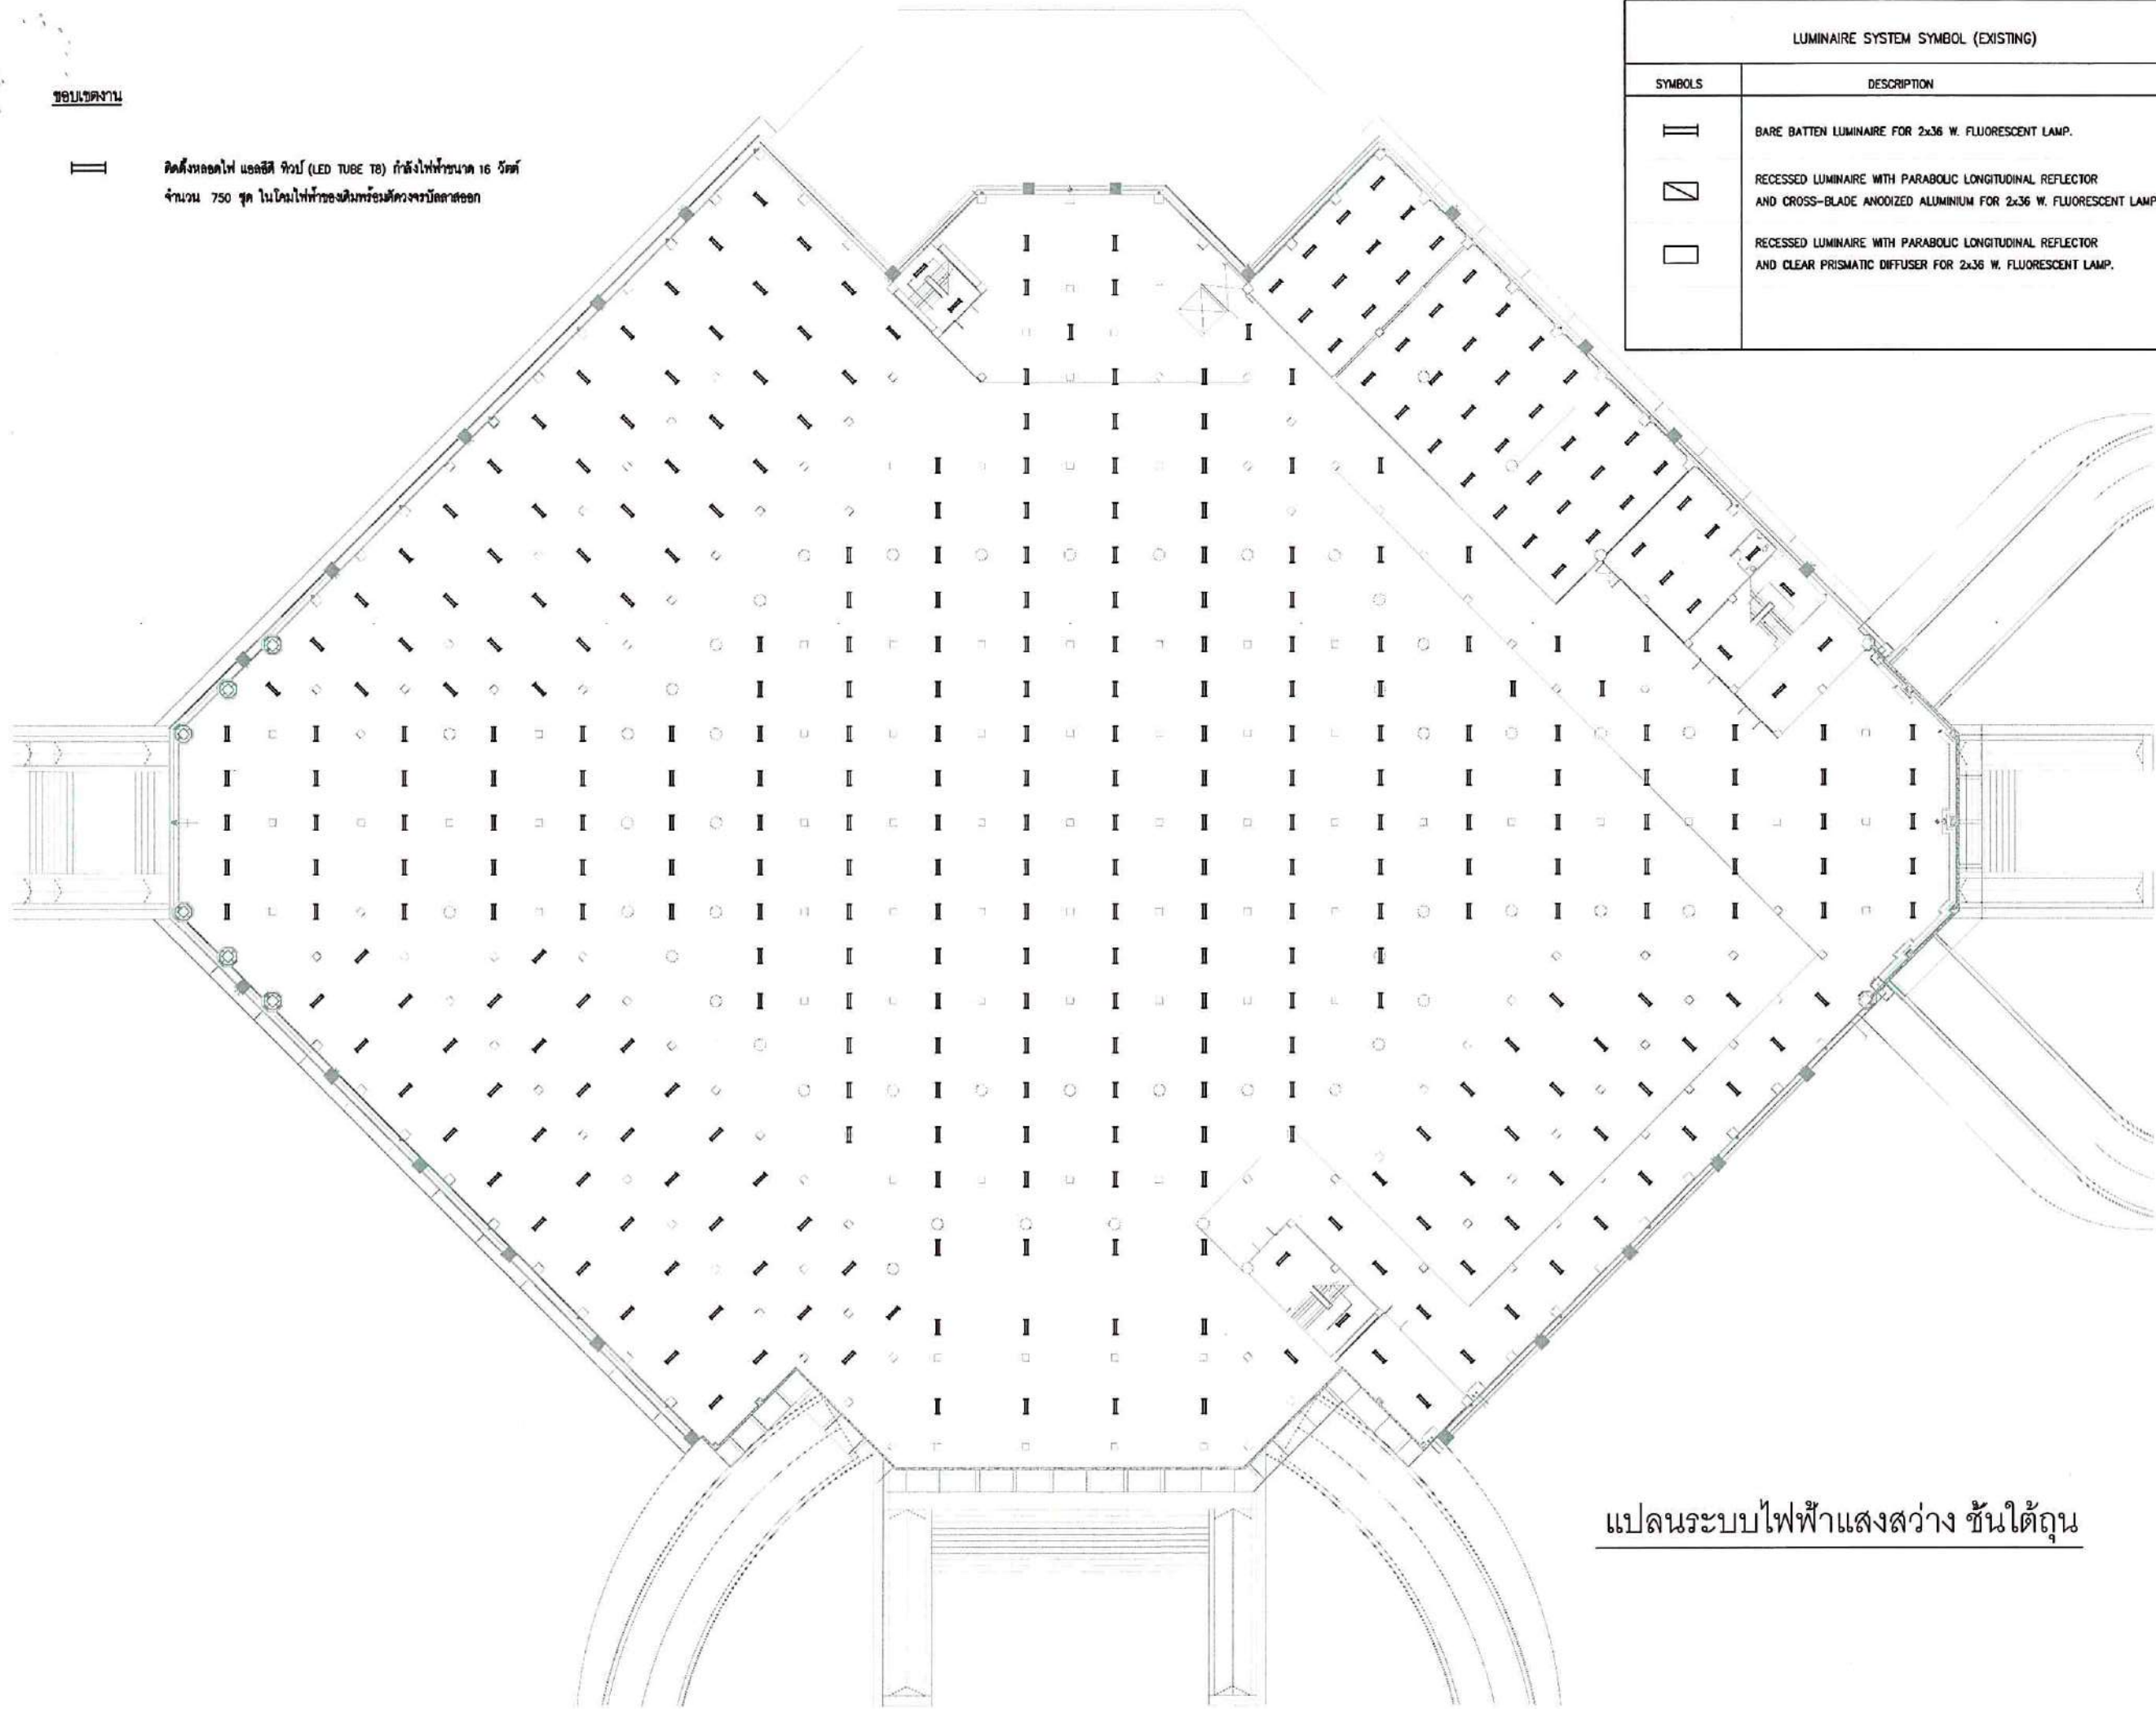 ขอบเขตงาน
ติดตั้งหลอดไฟ แอลอีดี ทิวป์ (LED TUBE T8) กำลังไฟฟ้าขนาด 16 วัตต์
จำนวน 750 ชุด ในโคมไฟฟ้าของเดิมพร้อมตัดวงจรบัลลาสออก
LUMINAIRE SYSTEM SYMBOL (EXISTING)
SYMBOLS DESCRIPTION
BARE BATTEN LUMINAIRE FOR 2x36 W. FLUORESCENT LAMP.
RECESSED LUMINAIRE WITH PARABOLIC LONGITUDINAL REFLECTOR
AND CROSS-BLADE ANODIZED ALUMINIUM FOR 2x36 W. FLUORESCENT LAMP
RECESSED LUMINAIRE WITH PARABOLIC LONGITUDINAL REFLECTOR
AND CLEAR PRISMATIC DIFFUSER FOR 2x36 W. FLUORESCENT LAMP.
แปลนระบบไฟฟ้าแสงสว่าง ชั้นใต้ถุน